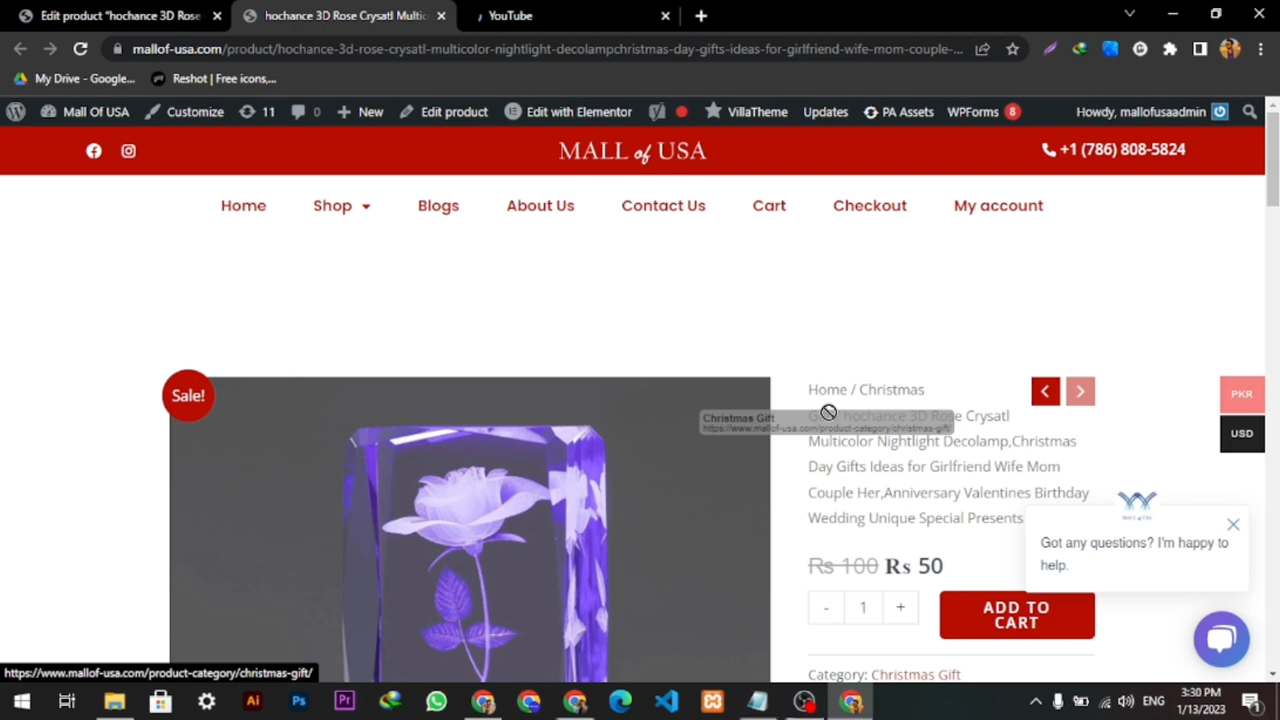 Edit product "hochance 3D Rose
hochance 3D Rose Crysatl Multic
YouTube
mallof-usa.com/product/hochance-3d-rose-crysatl-multicolor-nightlight-decolampchristmas-day-gifts-ideas-for-girlfriend-wife-mom-couple-...
My Drive - Google...
Reshot | Free icons,...
Mall Of USA
Customize
11
0
New
Edit product
Edit with Elementor
VillaTheme
Updates
PA Assets
WPForms 8
Howdy, mallofusaadmin
MALL of USA
+1 (786) 808-5824
Home
Shop
Blogs
About Us
Contact Us
Cart
Checkout
My account
Sale!
Home / Christmas
hochance 3D Rose Crysatl
Multicolor Nightlight Decolamp,Christmas
Day Gifts Ideas for Girlfriend Wife Mom
Couple Her,Anniversary Valentines Birthday
Wedding Unique Special Presents
Christmas Gift
https://www.mallof-usa.com/product-category/christmas-gift/
PKR
USD
Rs 100 Rs 50
- 1 +
ADD TO
CART
Category: Christmas Gift
Got any questions? I'm happy to
help.
https://www.mallof-usa.com/product-category/christmas-gift/
Ai
Ps
Pr
ENG
3:30 PM
1/13/2023
1